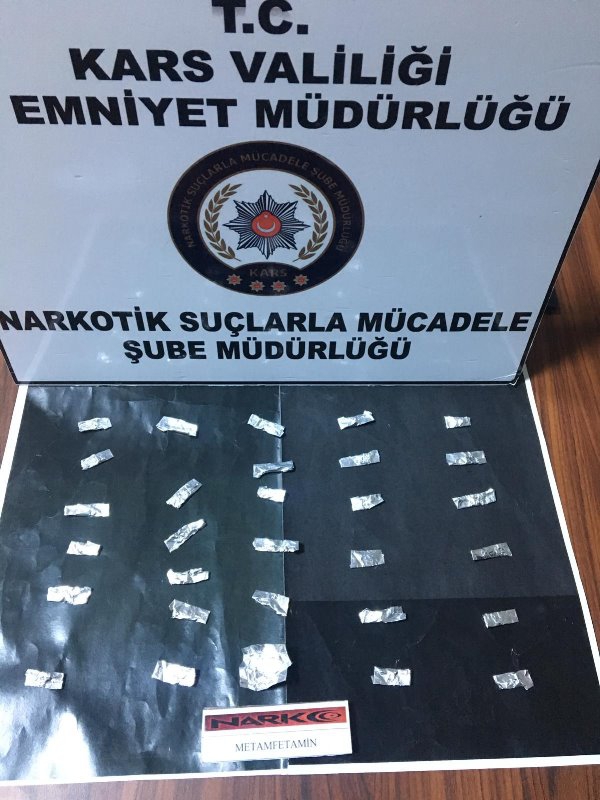 T.C.
KARS VALİLİĞİ
EMNİYET MÜDÜRLÜĞÜ
NARKOTİK SUÇLARLA MÜCADELE ŞUBE MÜDÜRLÜĞÜ
KARS
NARKOTİK SUÇLARLA MÜCADELE
ŞUBE MÜDÜRLÜĞÜ
NARKO
METAMFETAMİN